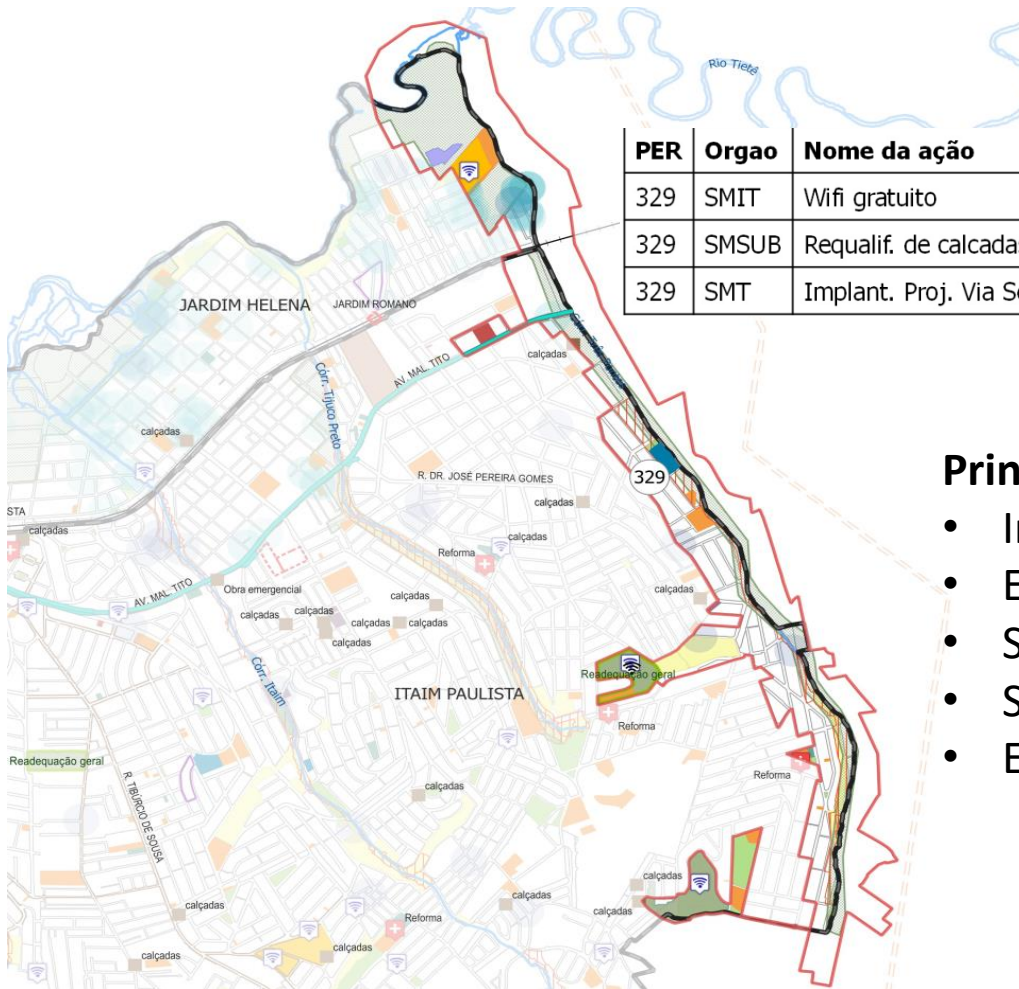 Rio Tietê
PER Orgao Nome da ação
329 SMIT Wifi gratuito
329 SMSUB Requalif. de calcada
329 SMT Implant. Proj. Via
JARDIM HELENA
JARDIM ROMANO
calçadas
AV. MAL. TITO
Córr. Tijuco Preto
calçadas
329
R. DR. JOSÉ PEREIRA GOMES
Prin
STA
calçadas
calçadas
calçadas
Reforma
Obra emergencial
AV. MAL. TITO
calçadas
calçadas
calçadas
calçadas
calçadas
calçadas
calçadas
Córr. Itaim
ITAIM PAULISTA
Readequação geral
Reforma
Readequação geral
R. TIBÚRCIO DE SOUSA
Reforma
calçadas
calçadas
calçadas
calçadas
Reforma
calçadas
calçadas